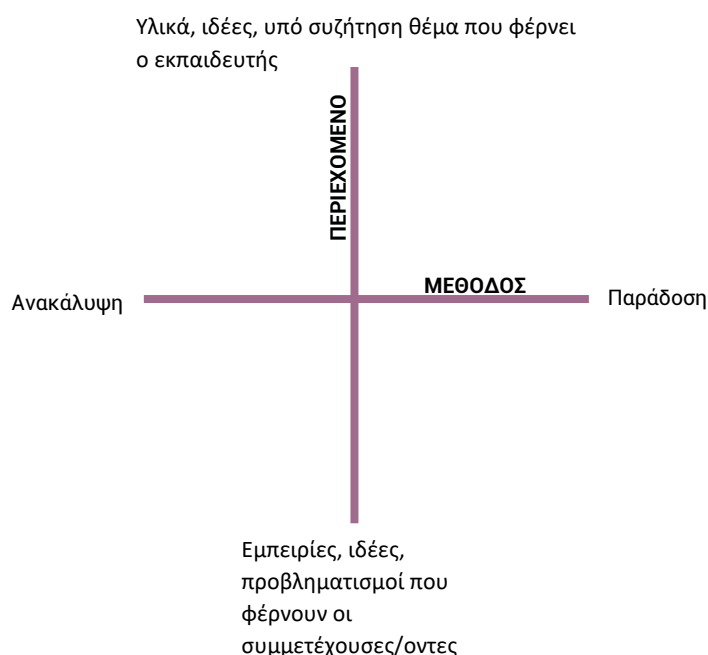 Υλικά, ιδέες, υπό συζήτηση θέμα που φέρνει
ο εκπαιδευτής
ΠΕΡΙΕΧΟΜΕΝΟ
ΜΕΘΟΔΟΣ
Ανακάλυψη
Παράδοση
Εμπειρίες, ιδέες,
προβληματισμοί που
φέρνουν οι
συμμετέχουσες/οντες